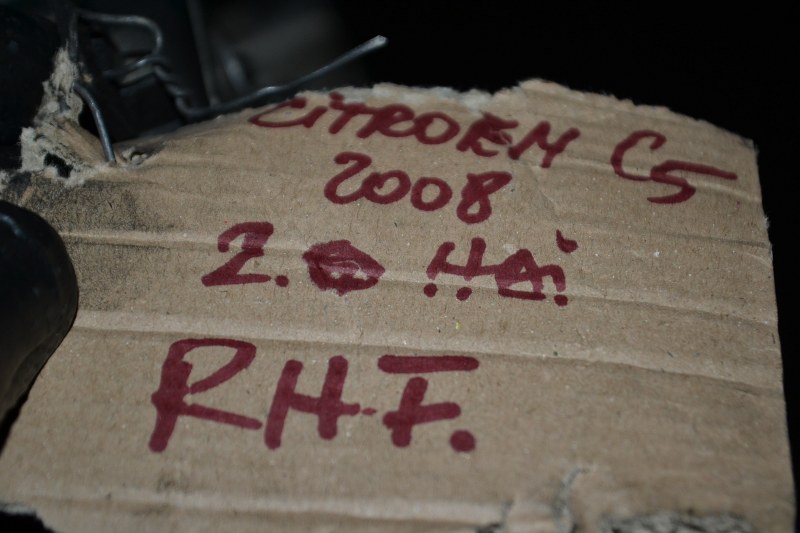 CiTROEN C5
2008
2.0 HDi
RHF.